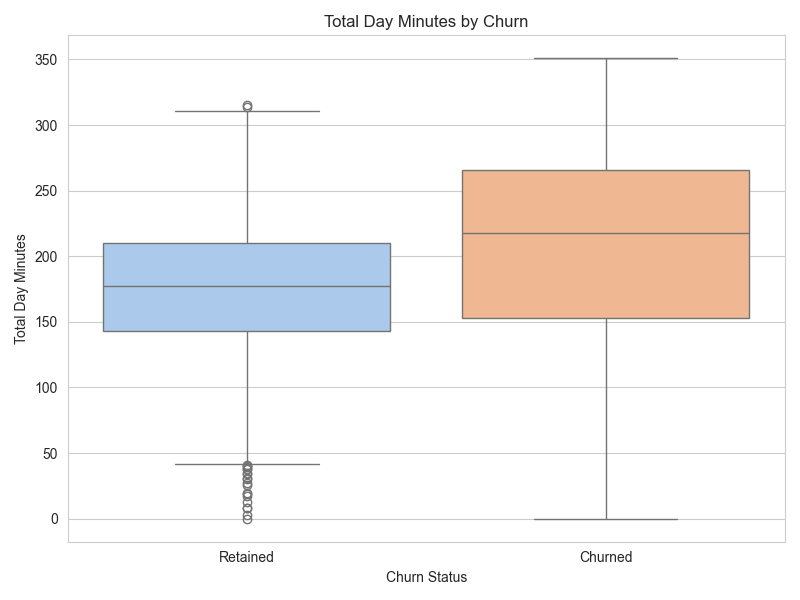 Total Day Minutes by Churn
Total Day Minutes
350
300
250
200
150
100
50
0
Retained
Churned
Churn Status